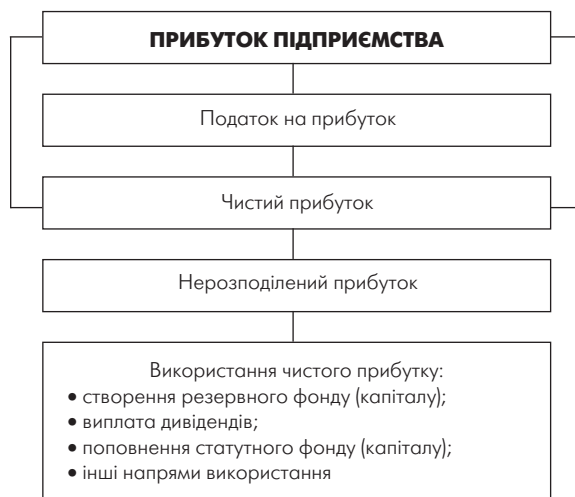 ПРИБУТОК ПІДПРИЄМСТВА
Податок на прибуток
Чистий прибуток
Нерозподілений прибуток
Використання чистого прибутку:
• створення резервного фонду (капіталу);
• виплата дивідендів;
• поповнення статутного фонду (капіталу);
• інші напрями використання